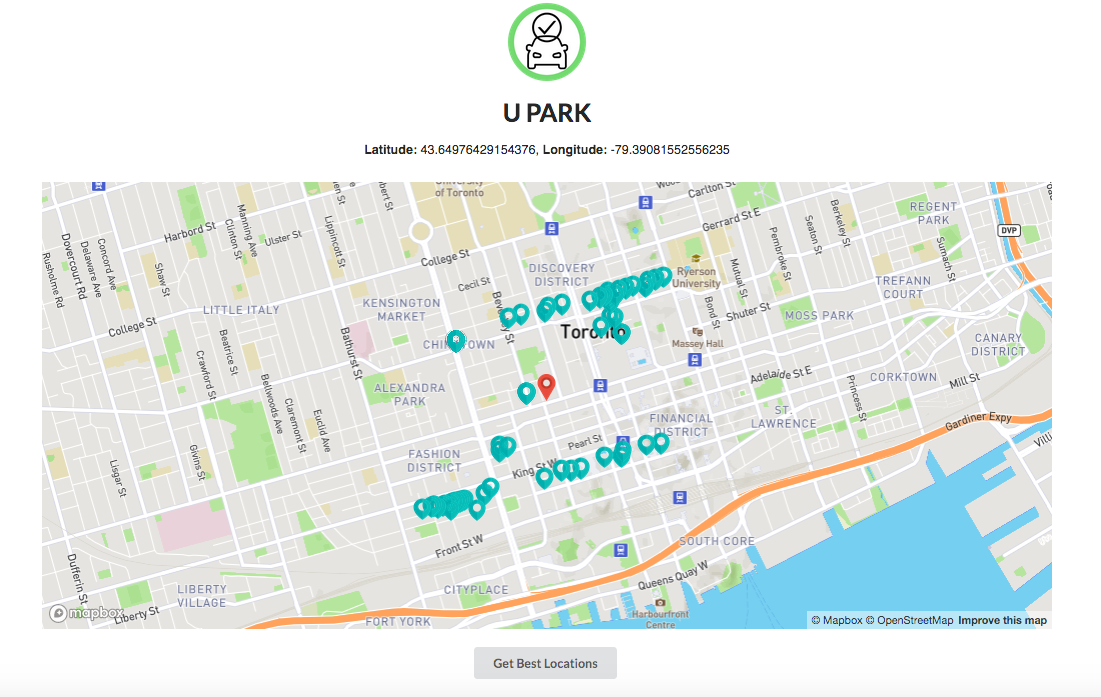 U PARK
Latitude: 43.64976429154376, Longitude: -79.39081552556235
of Toronto
Carlton St
Harbord St
Manning Ave
Clinton St
Ulster St
Lippincott St
Gerrard St E
REGENT
PARK
DVP
Dovercourt Rd
Rusholme Rd
Delaware Ave
Concord Ave
Shaw St
College St
Cecil St
DISCOVERY
DISTRICT
Ryerson
University
Mutual St
Pembroke St
Seaton St
Berkeley St
Sumach St
TREFANN
COURT
LITTLE ITALY
KENSINGTON
MARKET
Bond St
Shuter St
MOSS PARK
College St
Beatrice St
Crawford St
Bathurst St
Toronto
Massey Hall
CANARY
DISTRICT
ALEXANDRA
PARK
Bellwoods Ave
Claremont St
Euclid Ave
Adelaide St E
Princess St
CORKTOWN
Mill St
FINANCIAL
DISTRICT
ST.
LAWRENCE
Gardiner Expy
Pearl St
King St W
FASHION
DISTRICT
Givins St
Lisgar St
Front St W
SOUTH CORE
Queens Quay W
Dufferin St
LIBERTY
VILLAGE
CITYPLACE
Harbourfront
Centre
mapbox
Liberty St
FORT YORK
© Mapbox © OpenStreetMap Improve this map
Get Best Locations